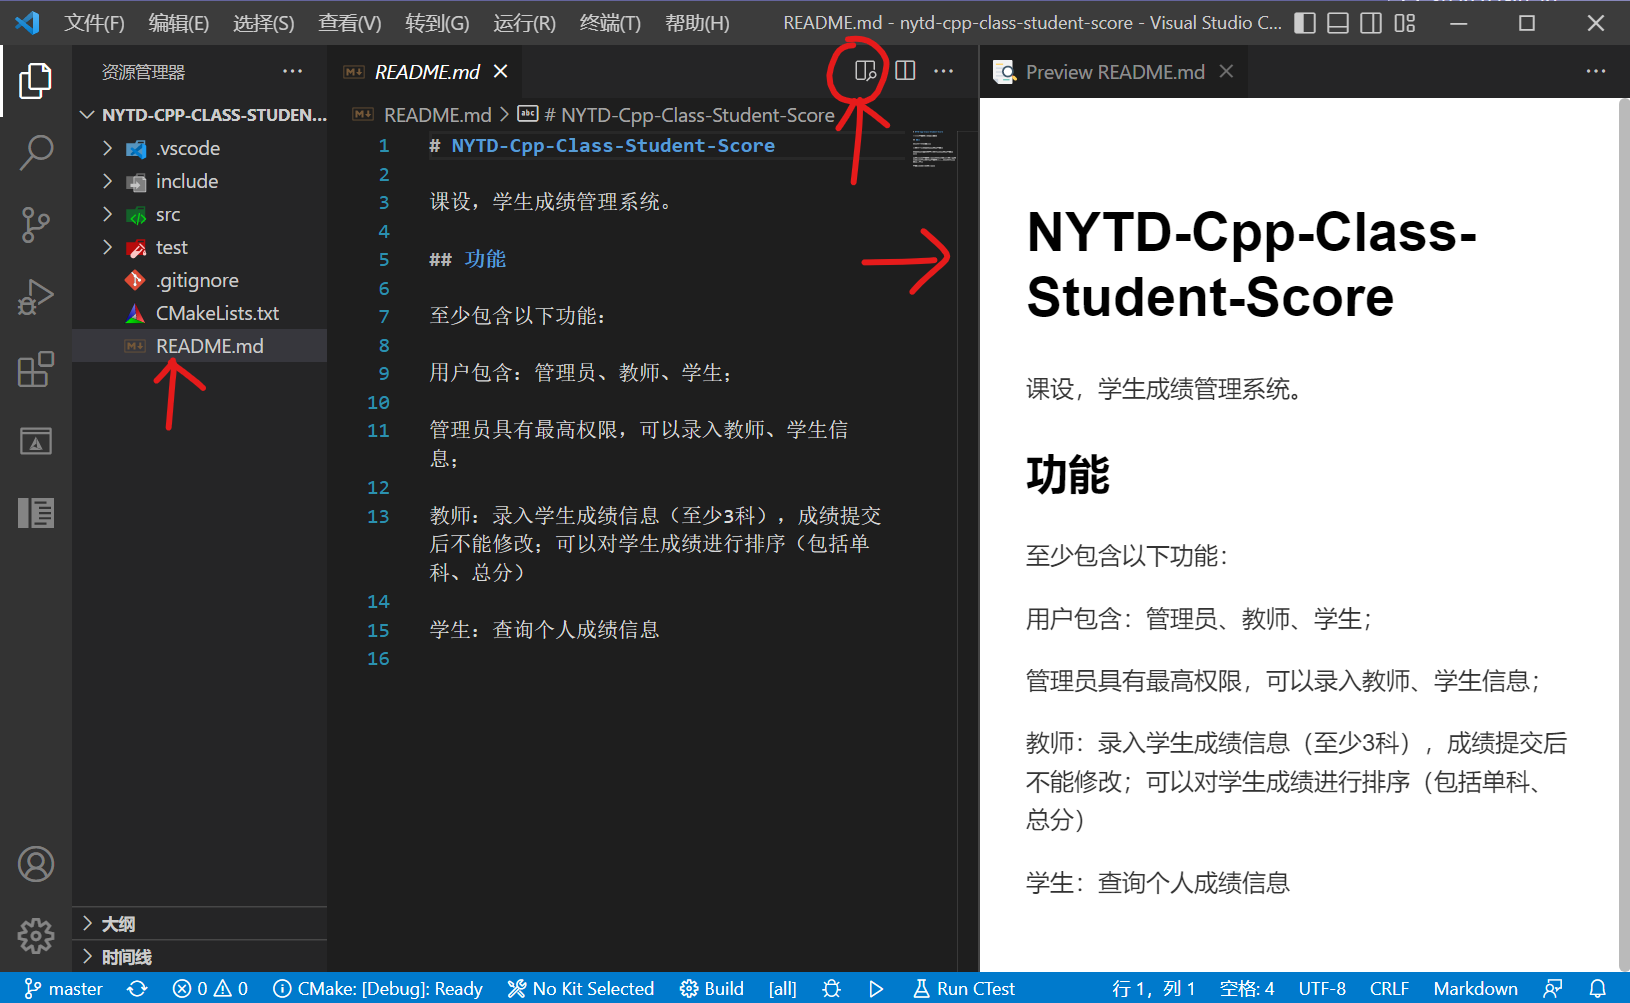 文件(F) 编辑(E) 选择(S) 查看(V) 转到(G) 运行(R) 终端(T) 帮助(H) README.md - nytd-cpp-class-student-score - Visual Studio C...
资源管理器 ···
NYTD-CPP-CLASS-STUDEN...
.vscode
include
src
test
.gitignore
CMakeLists.txt
README.md
大纲
时间线
README.md
README.md > # NYTD-Cpp-Class-Student-Score
1 # NYTD-Cpp-Class-Student-Score
2
3 课设，学生成绩管理系统。
4
5 ## 功能
6
7 至少包含以下功能：
8
9 用户包含：管理员、教师、学生；
10
11 管理员具有最高权限，可以录入教师、学生信
息；
12
13 教师：录入学生成绩信息（至少3科），成绩提交
后不能修改；可以对学生成绩进行排序（包括单
科、总分）
14
15 学生：查询个人成绩信息
16
Preview README.md
NYTD-Cpp-Class-
Student-Score
课设，学生成绩管理系统。
功能
至少包含以下功能：
用户包含：管理员、教师、学生；
管理员具有最高权限，可以录入教师、学生信息；
教师：录入学生成绩信息（至少3科），成绩提交后
不能修改；可以对学生成绩进行排序（包括单科、
总分）
学生：查询个人成绩信息
master 0 0 CMake: [Debug]: Ready No Kit Selected Build [all] Run CTest 行 1，列 1 空格: 4 UTF-8 CRLF Markdown